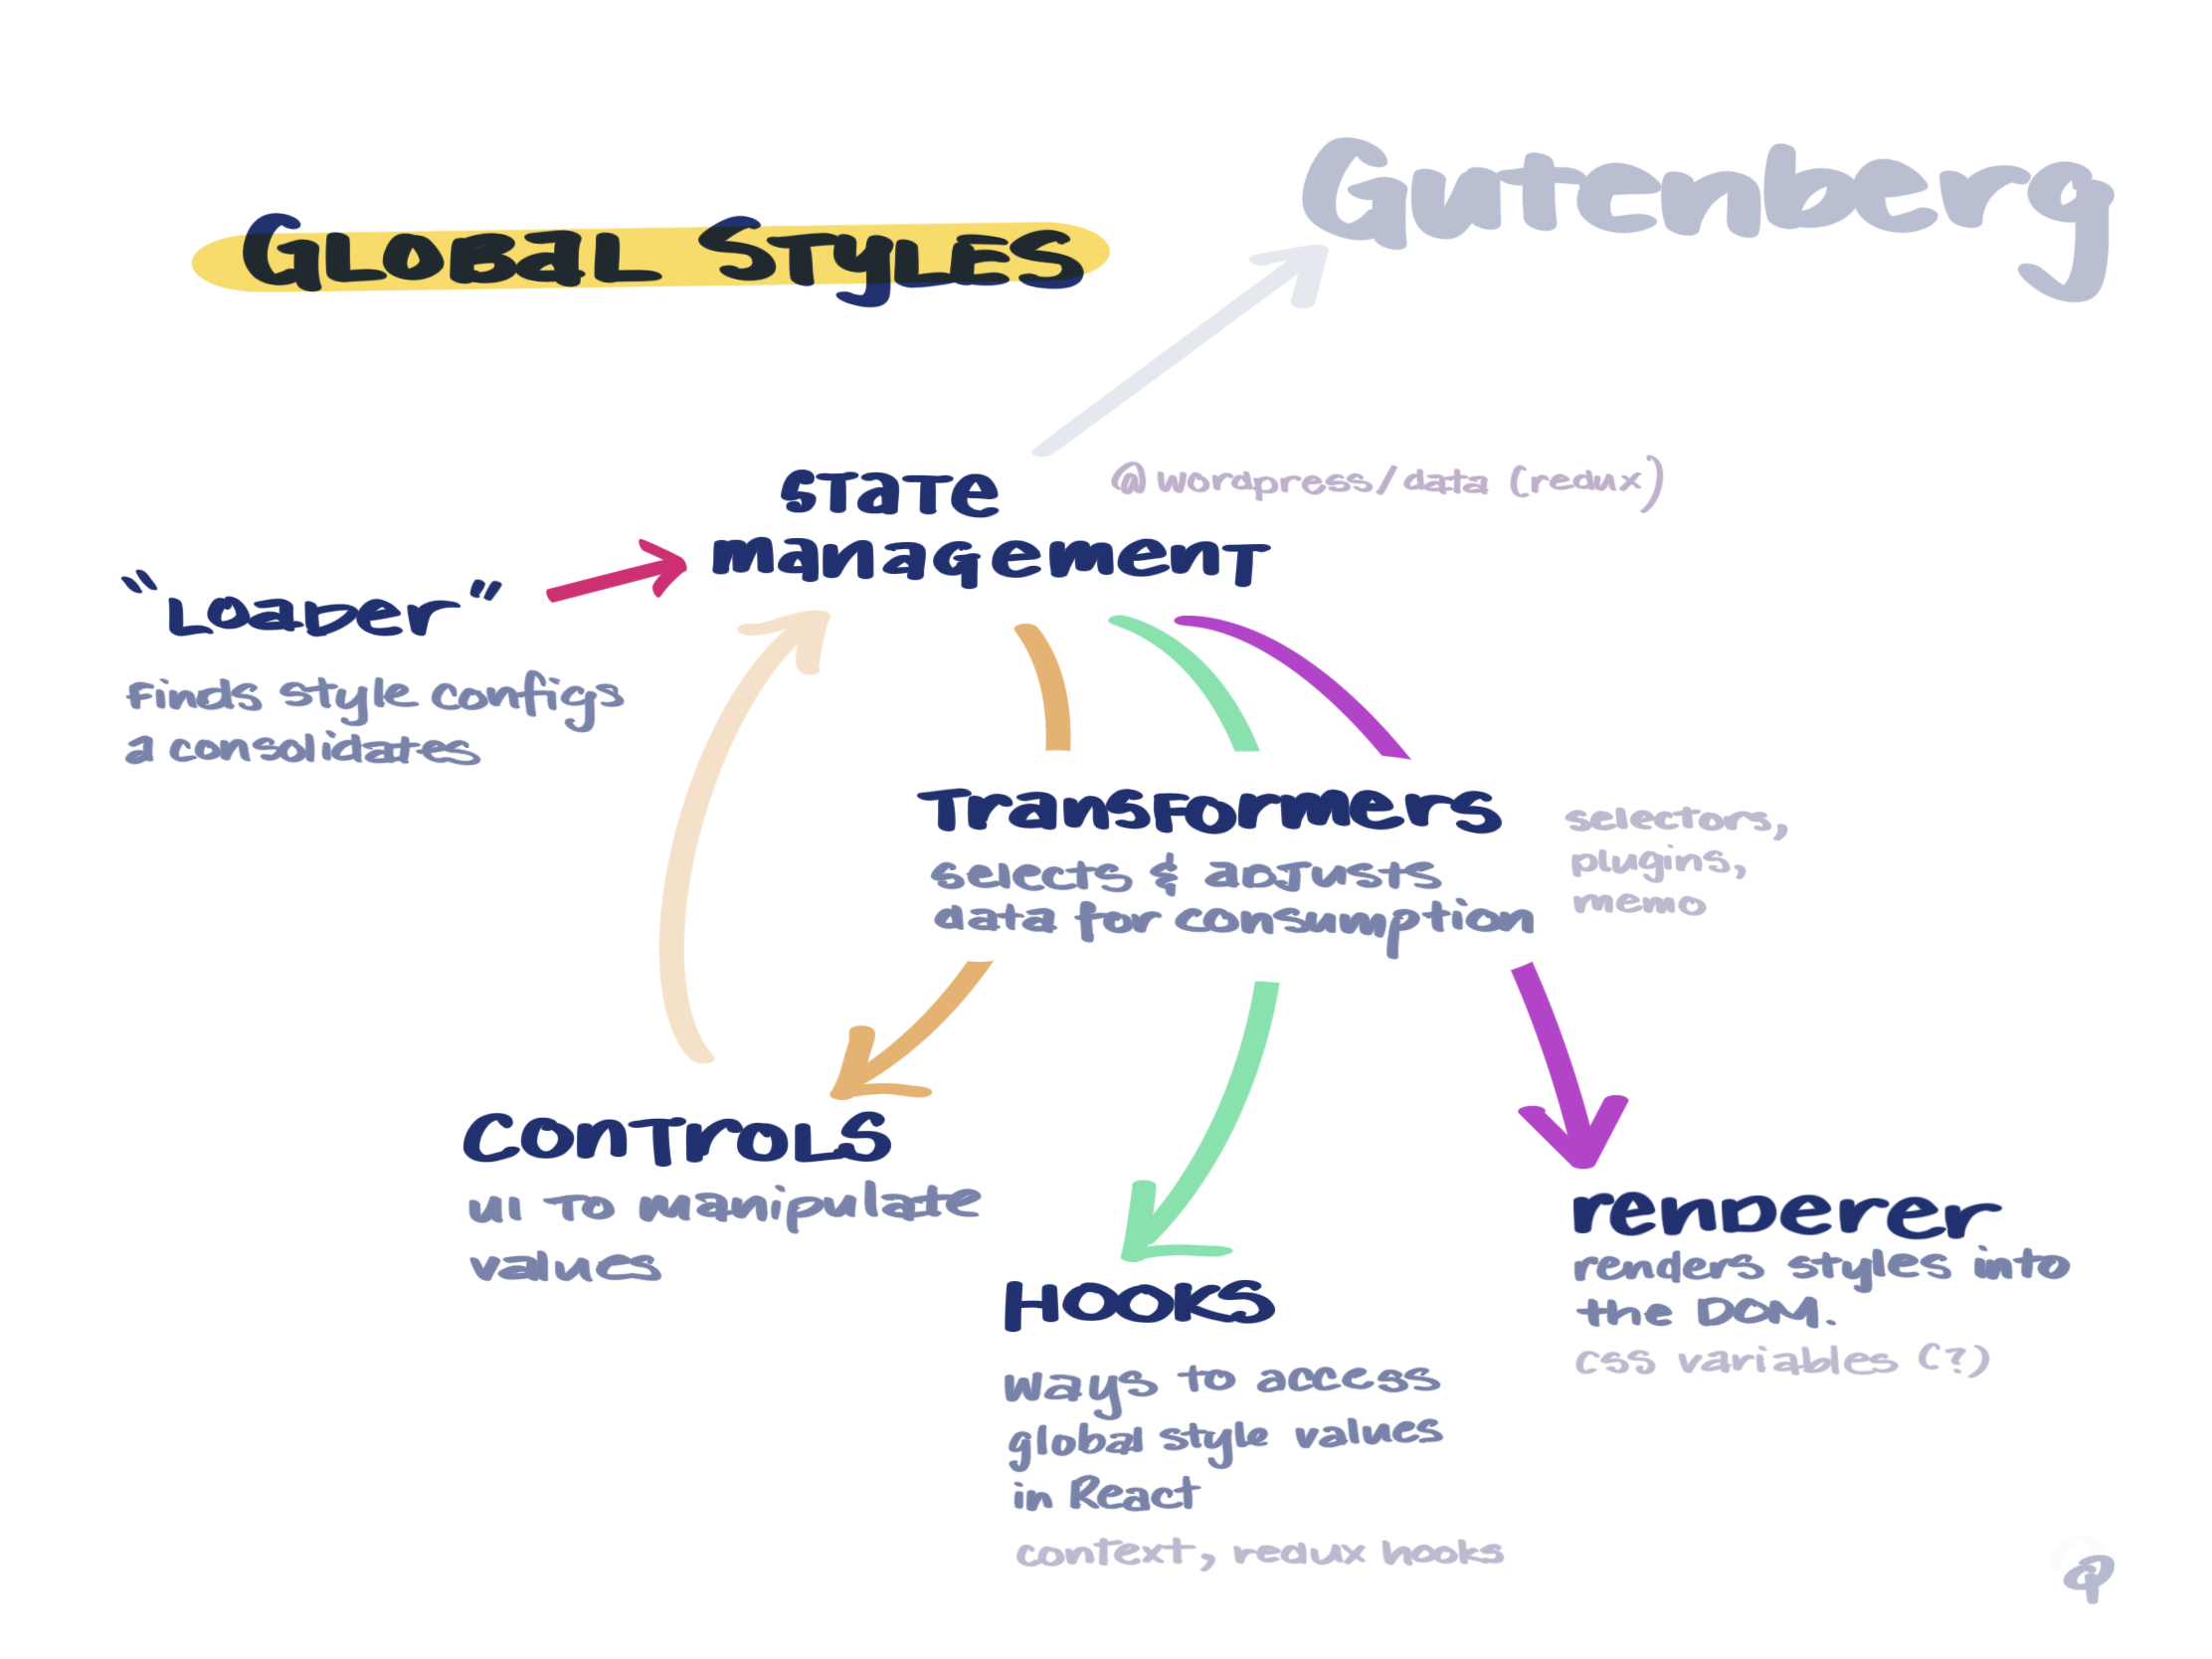 Global Styles
Gutenberg
State
Management
@wordpress/data (redux)
"Loader"
Finds style configs
a consolidates
Transformers
selects & adjusts
data for consumption
selectors,
plugins,
memo
Controls
UI to manipulate
values
Hooks
ways to access
global style values
in React
context, redux hooks
renderer
renders styles into
the DOM.
css variables (?)